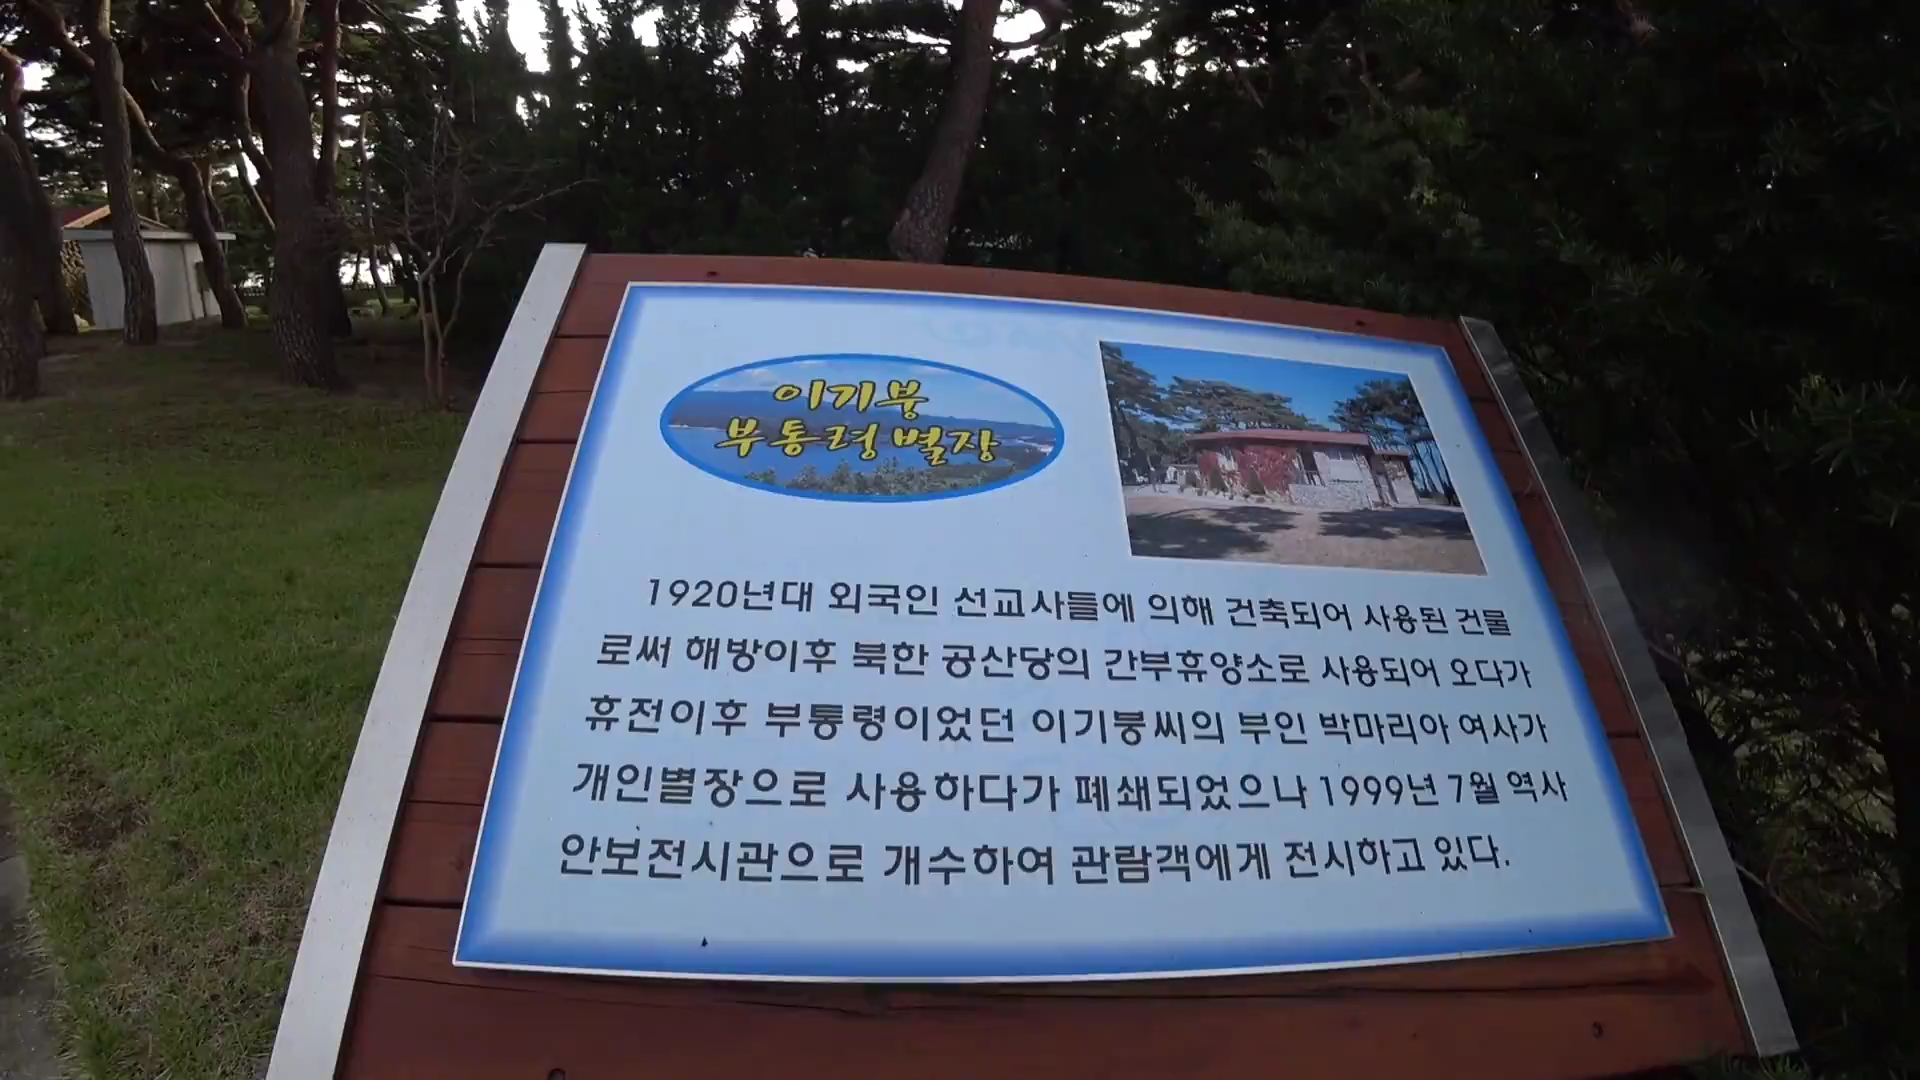 이기붕
부통령 별장
1920년대 외국인 선교사들에 의해 건축되어 사용된 건물
로써 해방이후 북한 공산당의 간부휴양소로 사용되어 오다가
휴전이후 부통령이었던 이기붕씨의 부인 박마리아 여사가
개인별장으로 사용하다가 폐쇄되었으나 1999년 7월 역사
안보전시관으로 개수하여 관람객에게 전시하고 있다.